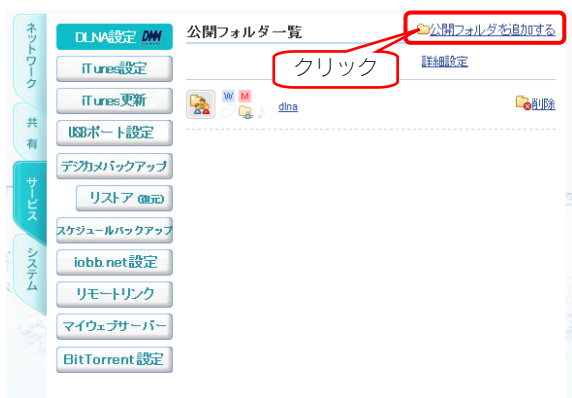 ネットワーク
共有
サービス
システム
DLNA設定
iTunes設定
iTunes更新
USBポート設定
デジカメバックアップ
リストア (復元)
スケジュールバックアップ
iobb.net設定
リモートリンク
マイウェブサーバー
BitTorrent設定
公開フォルダ一覧
公開フォルダを追加する
クリック
詳細設定
W M
dlna
削除